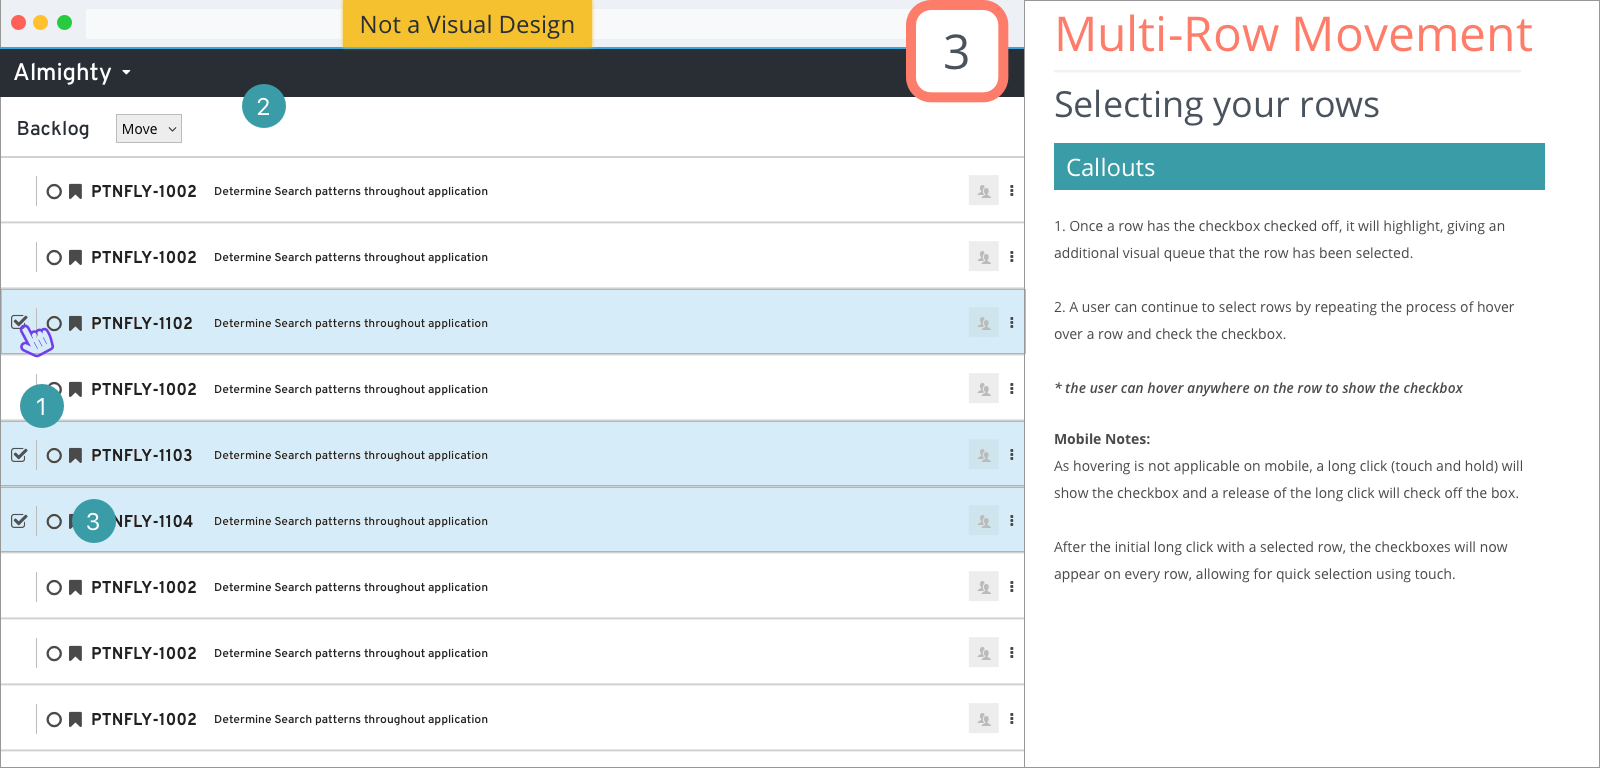 Not a Visual Design
3
Almighty
2
Backlog
Move
PTNFLY-1002 Determine Search patterns throughout application
PTNFLY-1002 Determine Search patterns throughout application
PTNFLY-1102 Determine Search patterns throughout application
PTNFLY-1002 Determine Search patterns throughout application
1
PTNFLY-1103 Determine Search patterns throughout application
3 NFLY-1104 Determine Search patterns throughout application
PTNFLY-1002 Determine Search patterns throughout application
PTNFLY-1002 Determine Search patterns throughout application
PTNFLY-1002 Determine Search patterns throughout application
Multi-Row Movement
Selecting your rows
Callouts
1. Once a row has the checkbox checked off, it will highlight, giving an
additional visual queue that the row has been selected.
2. A user can continue to select rows by repeating the process of hover
over a row and check the checkbox.
* the user can hover anywhere on the row to show the checkbox
Mobile Notes:
As hovering is not applicable on mobile, a long click (touch and hold) will
show the checkbox and a release of the long click will check off the box.
After the initial long click with a selected row, the checkboxes will now
appear on every row, allowing for quick selection using touch.